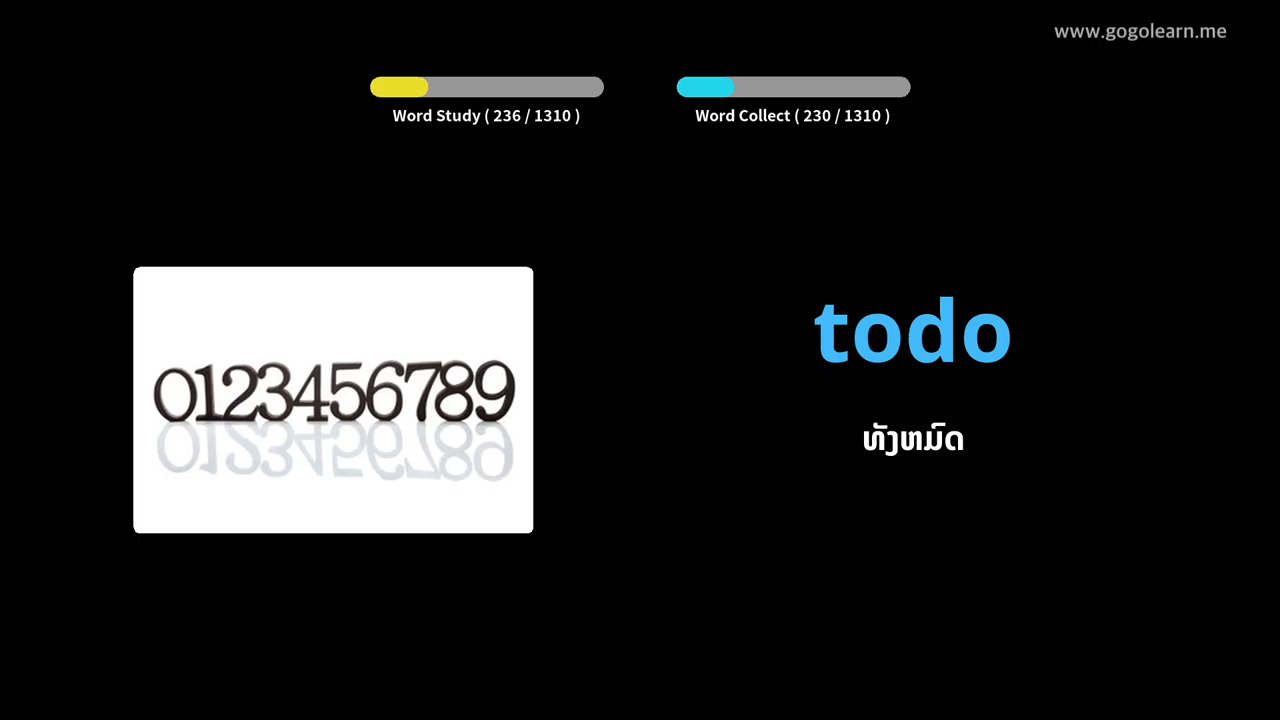 www.gogolearn.me
Word Study ( 236 / 1310 )
Word Collect ( 230 / 1310 )
0123456789
todo
ທັງຫມົດ